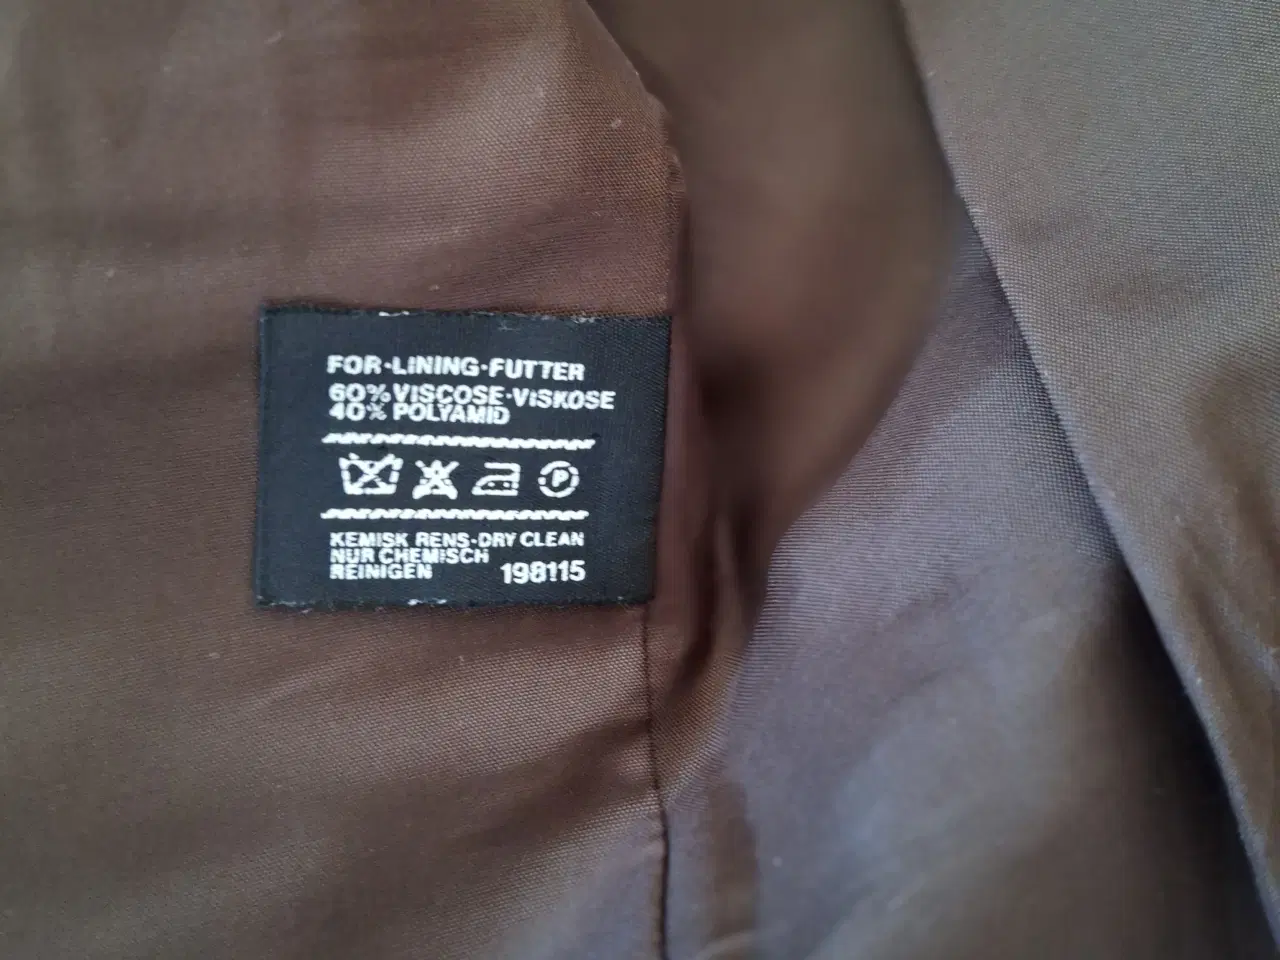 FOR·LINING·FUTTER
60% VISCOSE·VISKOSE
40% POLYAMID
P
KEMISK RENS·DRY CLEAN
NUR CHEMISCH
REINIGEN 198115